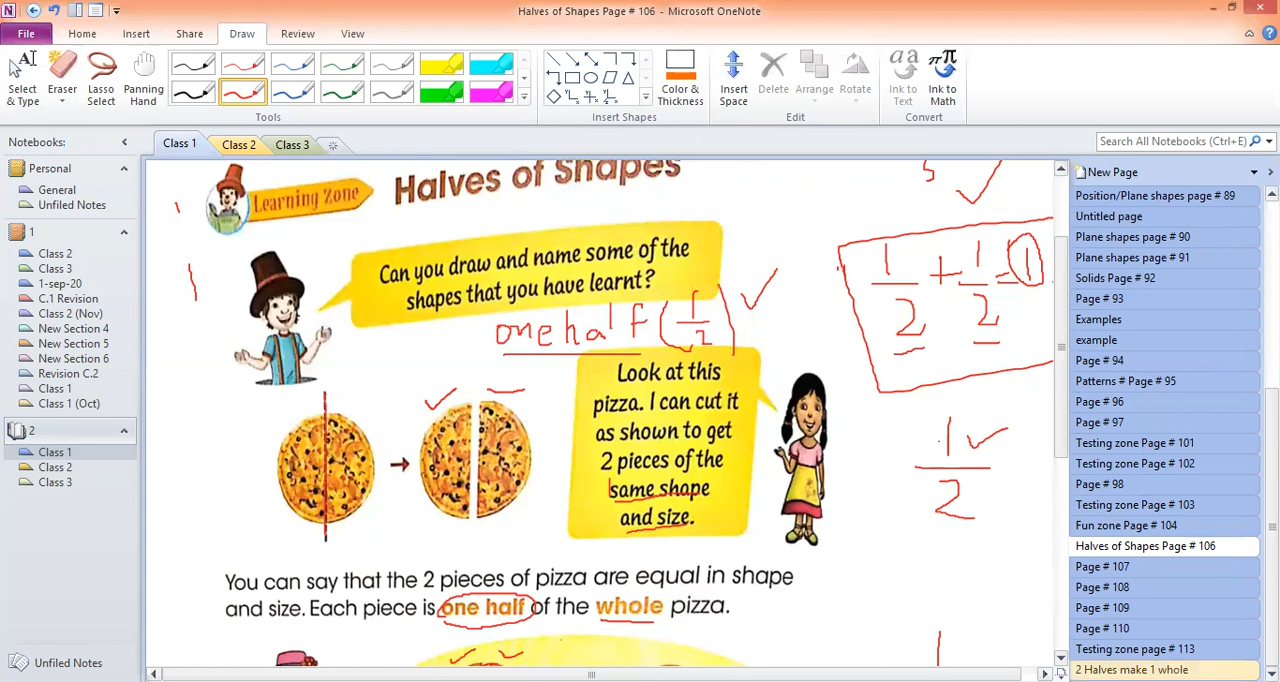 Halves of Shapes Page # 106 - Microsoft OneNote
File
Home
Insert
Share
Draw
Review
View
Select & Type
Eraser
Lasso Select
Panning Hand
Color & Thickness
Insert Space
Delete
Arrange
Rotate
Ink to Text
Ink to Math
Tools
Insert Shapes
Edit
Convert
Notebooks:
Class 1
Class 2
Class 3
Search All Notebooks (Ctrl+E)
Personal
General
Unfiled Notes
1
Class 2
Class 3
1-sep-20
C.1 Revision
Class 2 (Nov)
New Section 4
New Section 5
New Section 6
Revision C.2
Class 1
Class 1 (Oct)
2
Class 1
Class 2
Class 3
Unfiled Notes
Learning Zone
Halves of Shapes
Can you draw and name some of the
shapes that you have learnt?
one half (1/2)
Look at this
pizza. I can cut it
as shown to get
2 pieces of the
same shape
and size.
You can say that the 2 pieces of pizza are equal in shape
and size. Each piece is one half of the whole pizza.
1/2 + 1/2 = 1
1/2
New Page
Position/Plane shapes page # 89
Untitled page
Plane shapes page # 90
Plane shapes page # 91
Solids Page # 92
Page # 93
Examples
example
Page # 94
Patterns # Page # 95
Page # 96
Page # 97
Testing zone Page # 101
Testing zone Page # 102
Page # 98
Testing zone Page # 103
Fun zone Page # 104
Halves of Shapes Page # 106
Page # 107
Page # 108
Page # 109
Page # 110
Testing zone Page # 113
2 Halves make 1 whole